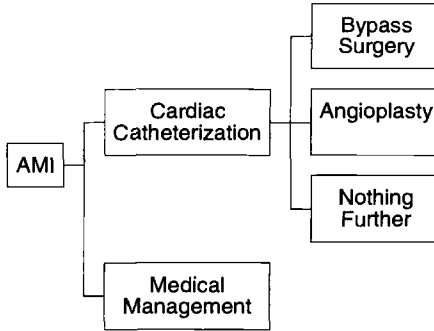 AMI
Cardiac
Catheterization
Medical
Management
Bypass
Surgery
Angioplasty
Nothing
Further